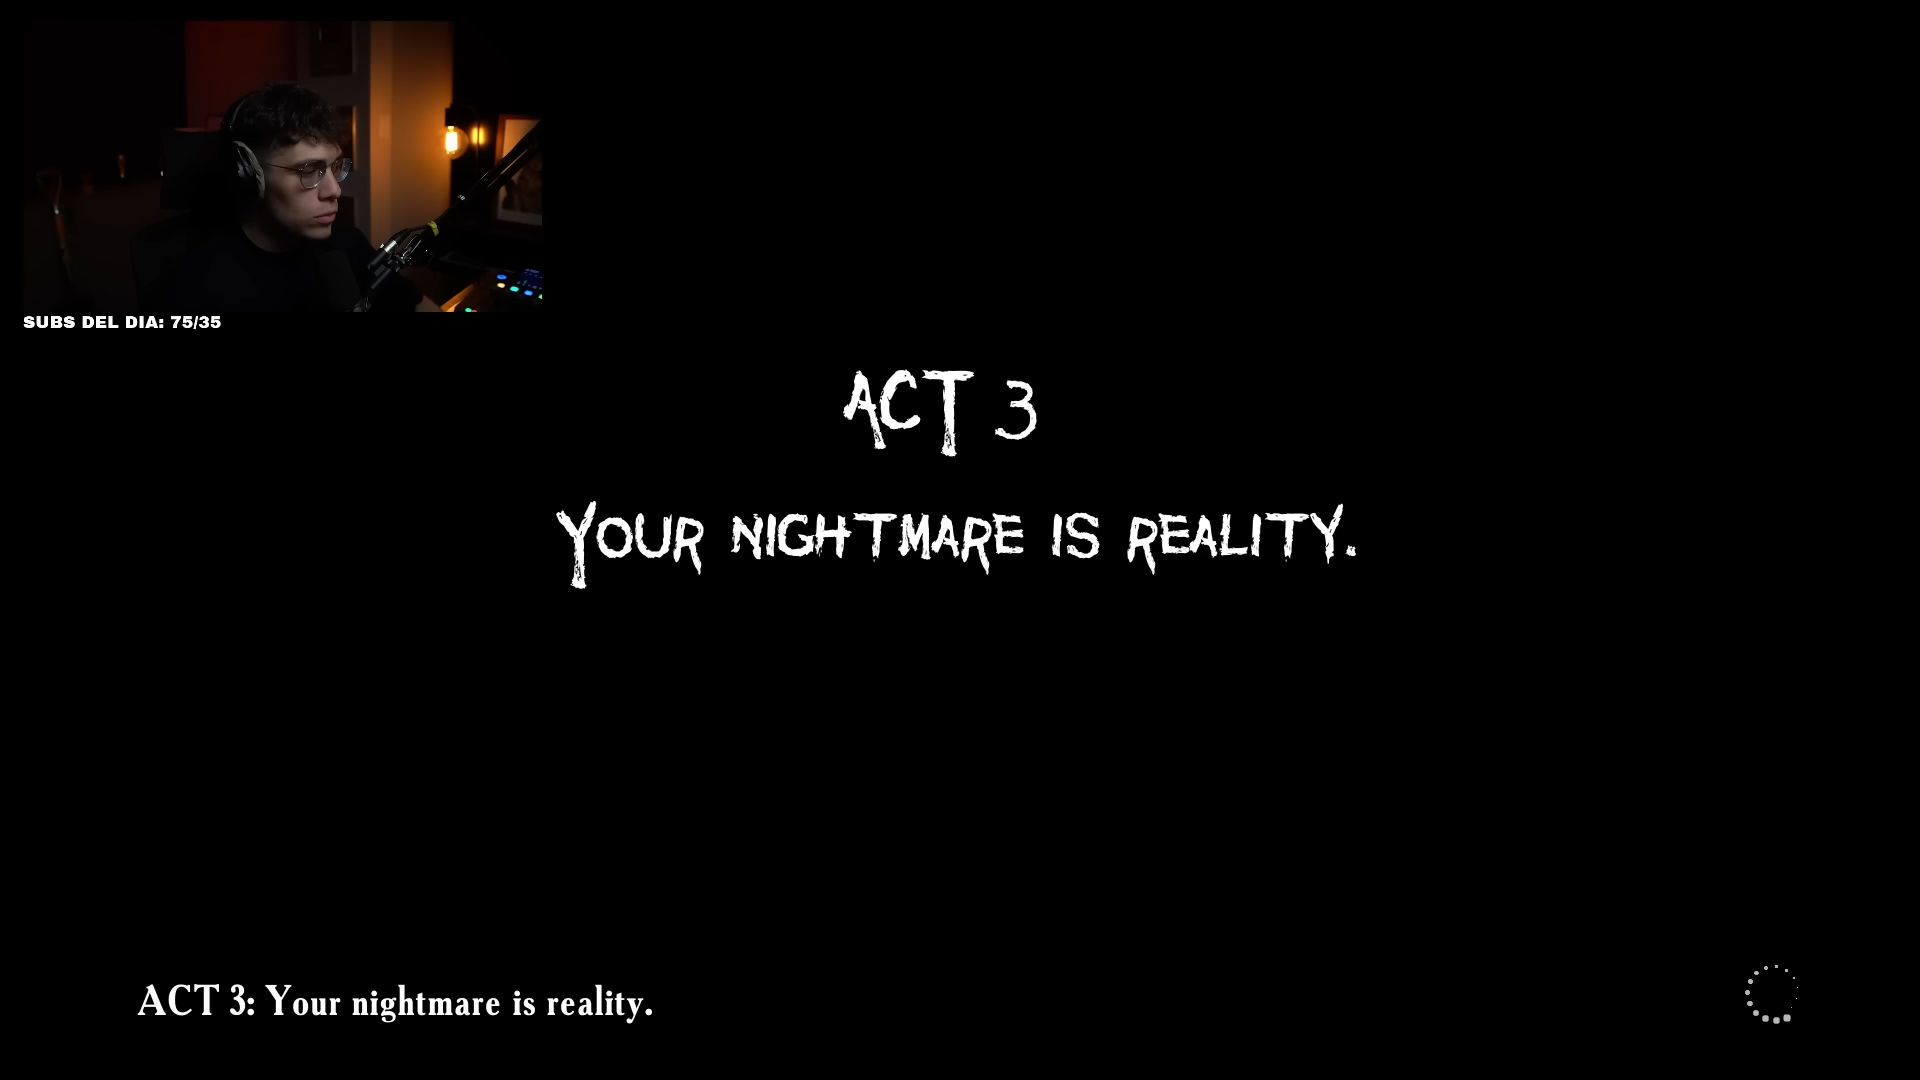 SUBS DEL DIA: 75/35
ACT 3
YOUR NIGHTMARE IS REALITY.
ACT 3: Your nightmare is reality.